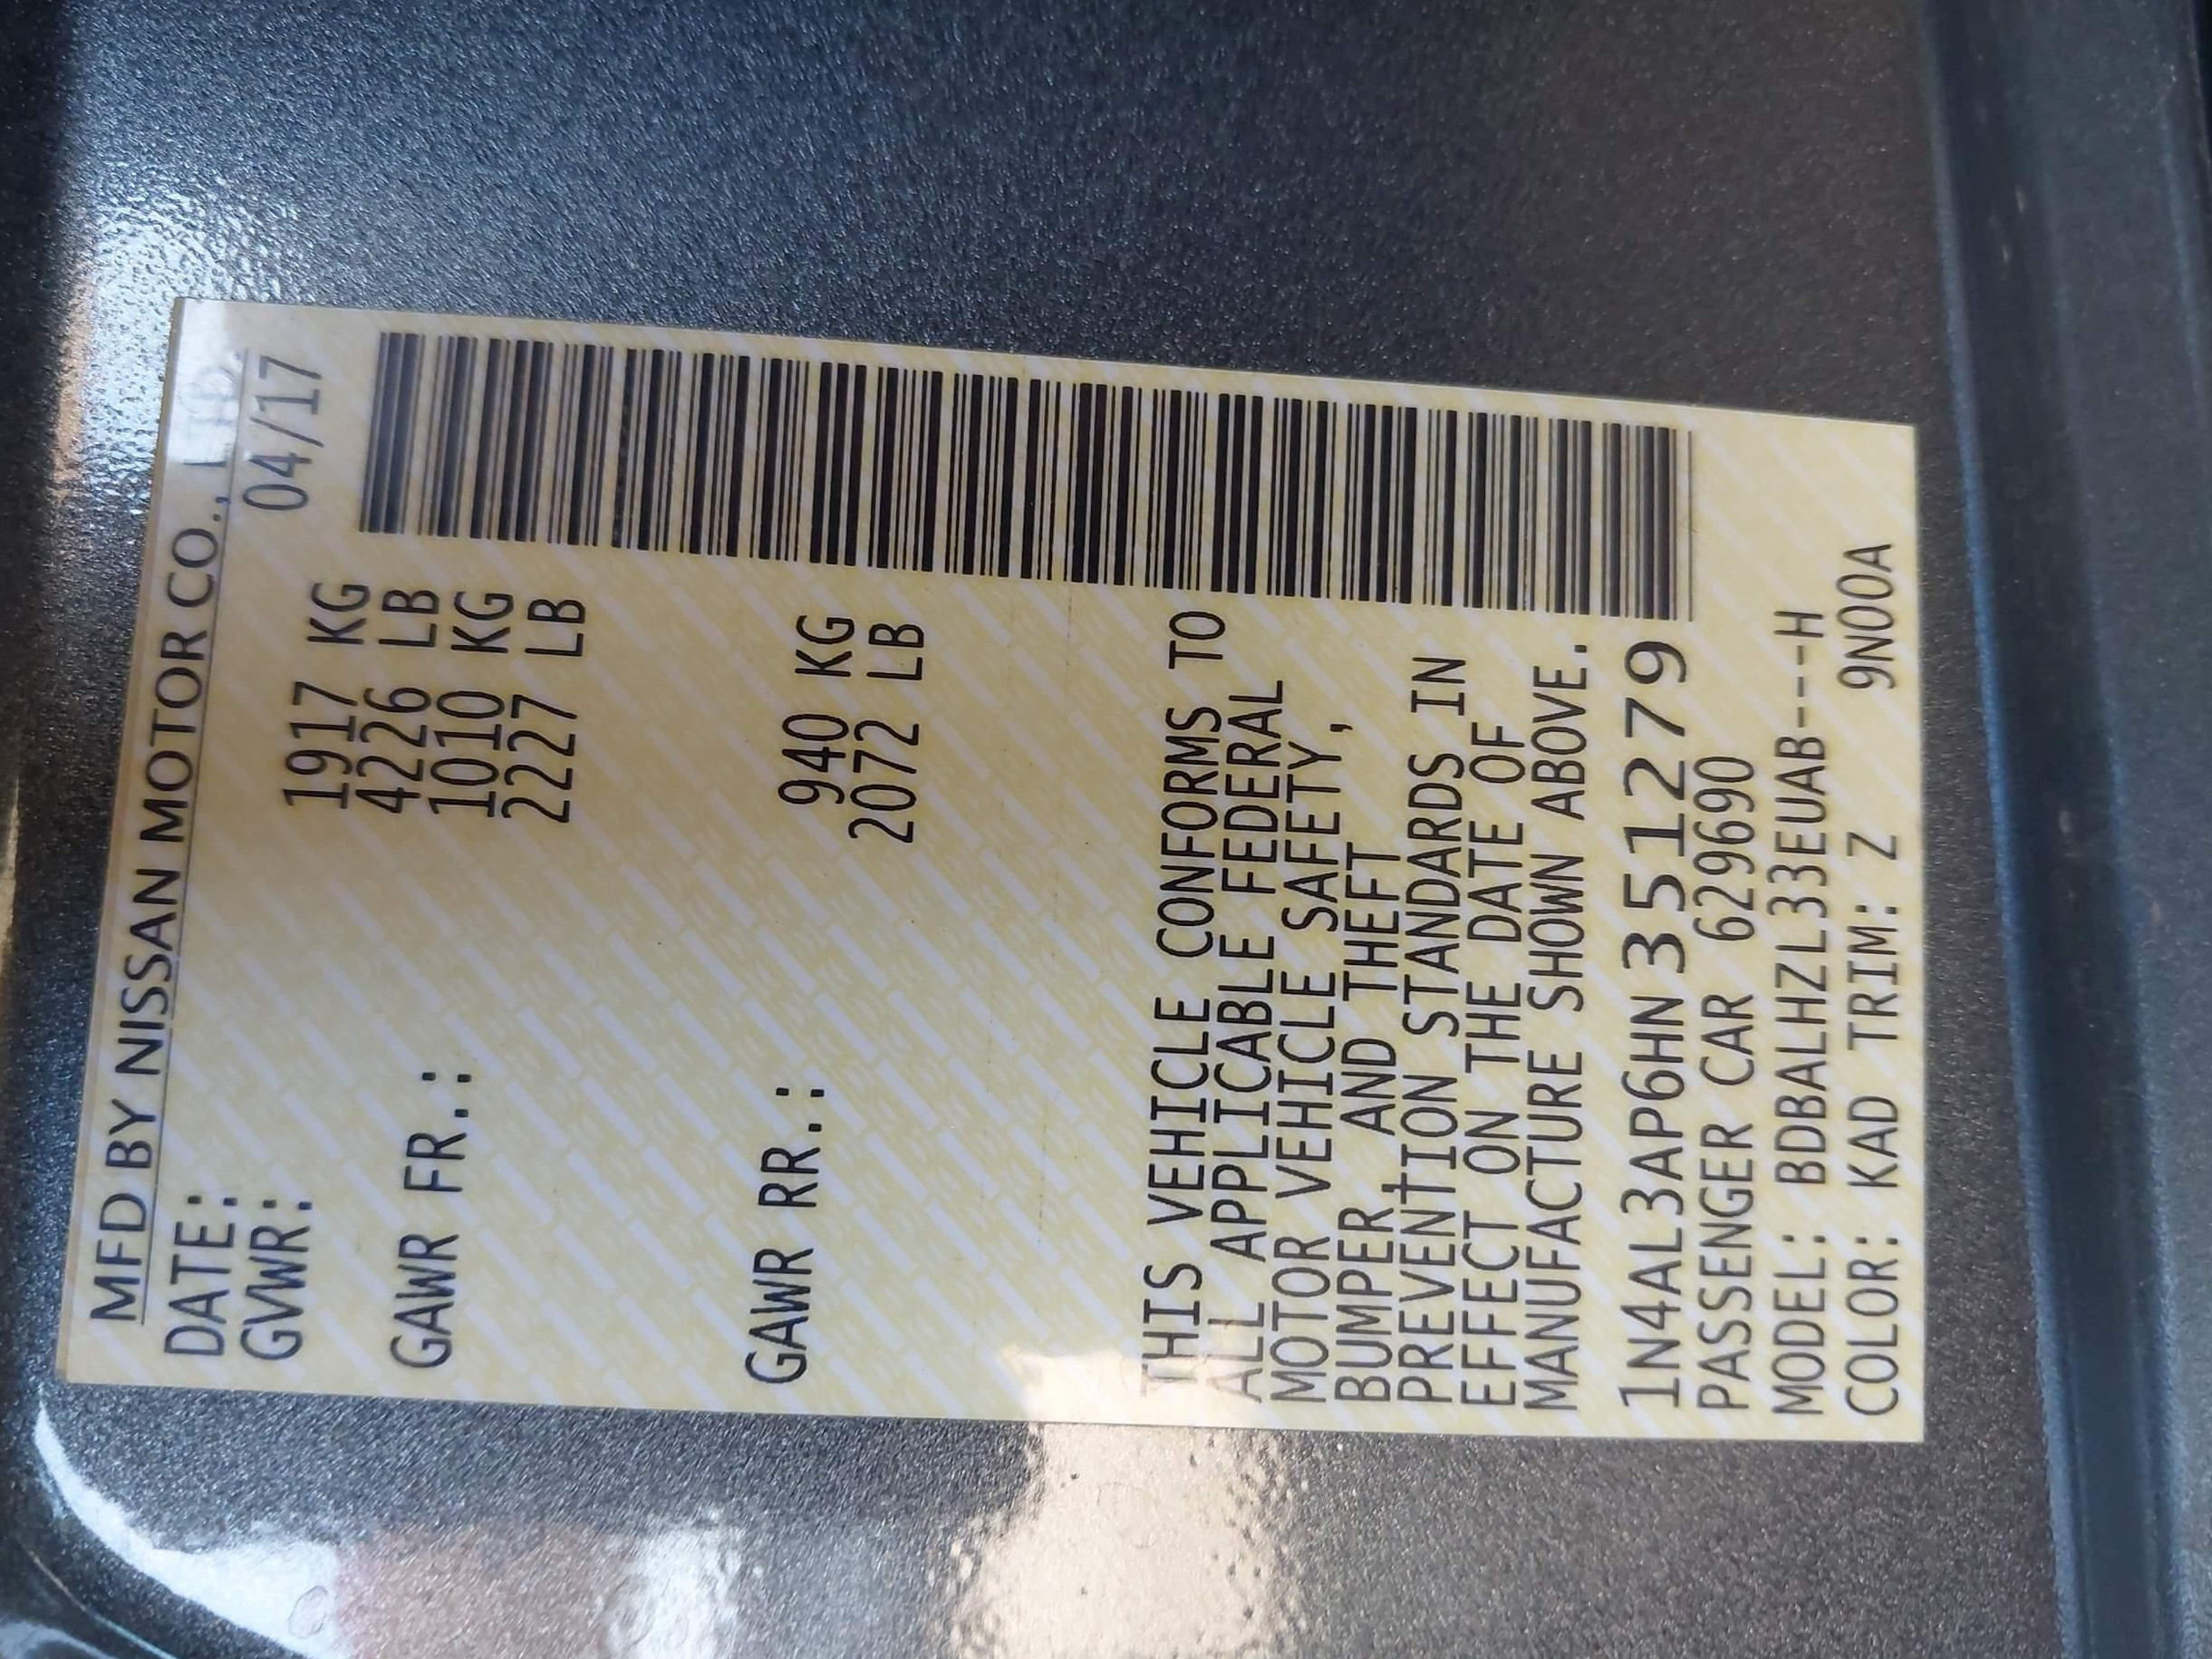 MFD BY NISSAN MOTOR CO., LTD.
DATE: 04/17
GVWR: 1917 KG
4226 LB
GAWR FR.: 1010 KG
2227 LB
GAWR RR.: 940 KG
2072 LB
THIS VEHICLE CONFORMS TO
ALL APPLICABLE FEDERAL
MOTOR VEHICLE SAFETY,
BUMPER AND THEFT
PREVENTION STANDARDS IN
EFFECT ON THE DATE OF
MANUFACTURE SHOWN ABOVE.
1N4AL3AP6HN 351279
PASSENGER CAR 629690
MODEL: BDBALHZL33EUAB---H
COLOR: KAD TRIM: Z 9N00A